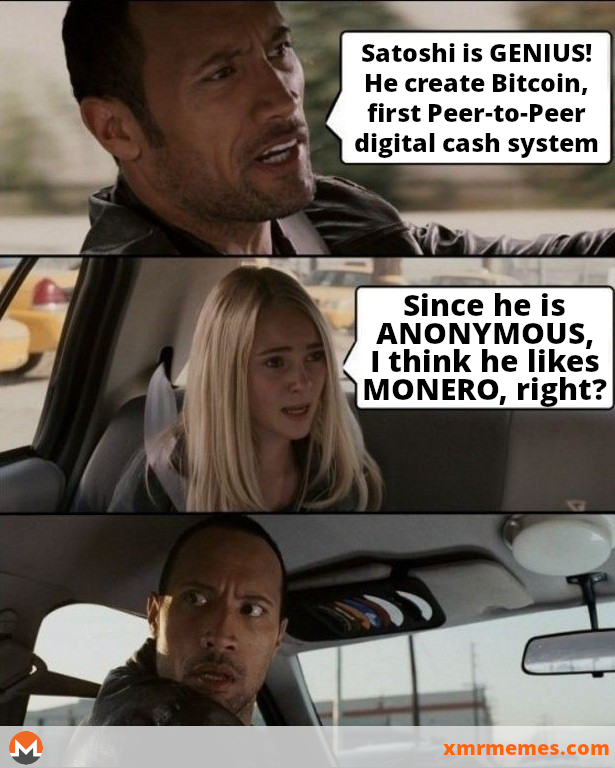 Satoshi is GENIUS!
He create Bitcoin,
first Peer-to-Peer
digital cash system
Since he is
ANONYMOUS,
I think he likes
MONERO, right?
xmrmemes.com